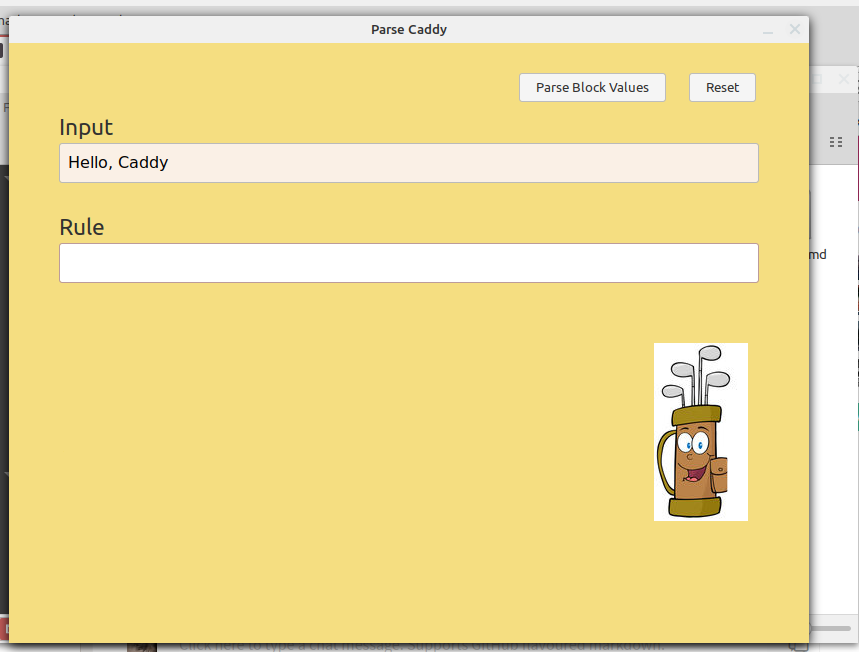 Parse Caddy
Parse Block Values
Reset
Input
Hello, Caddy
Rule
md
Click here to type a chat message. Supports GitHub flavoured markdown.